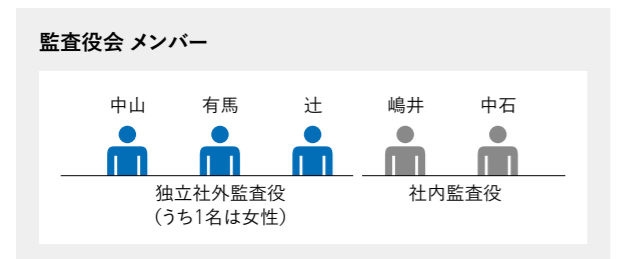 監査役会 メンバー
中山 有馬 辻 嶋井 中石
独立社外監査役 社内監査役
（うち1名は女性）